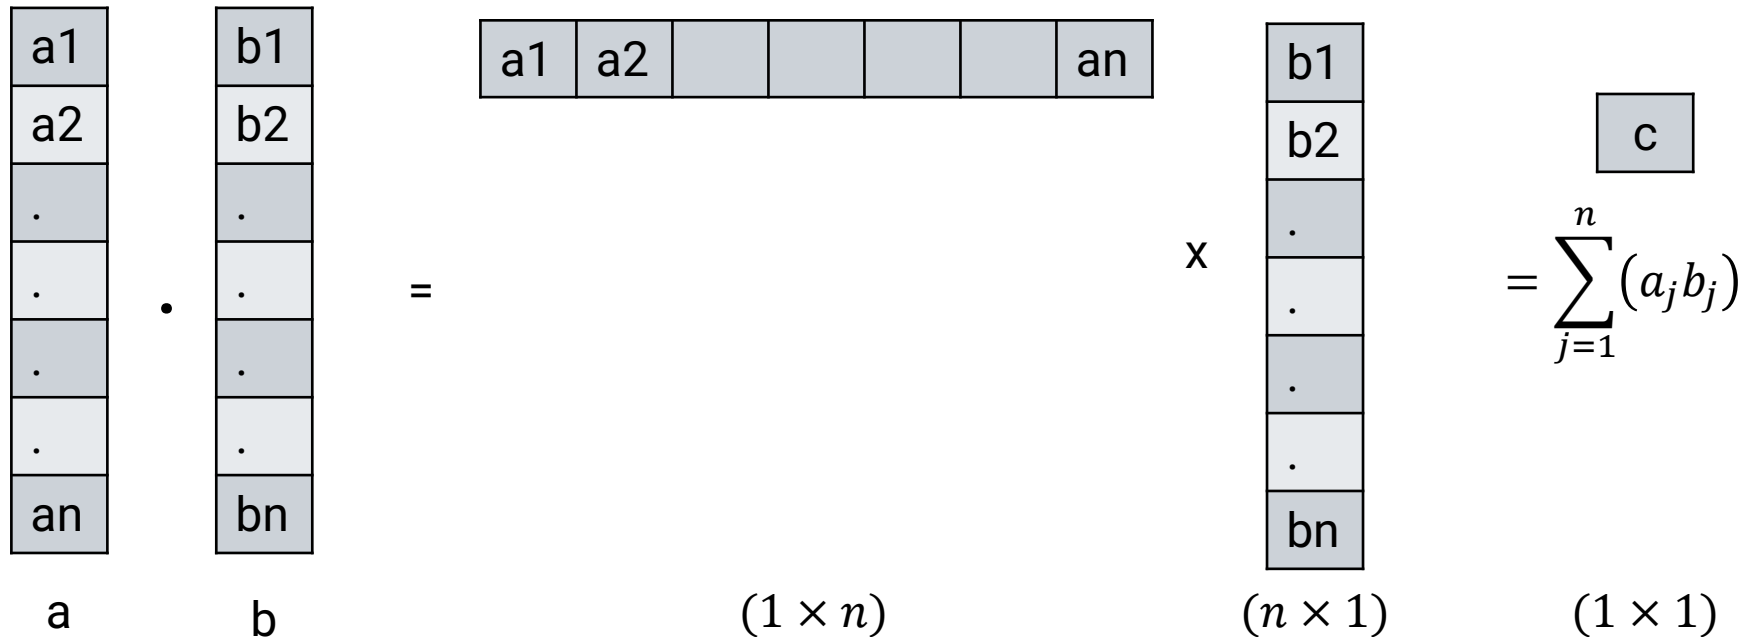 a1
a2
.
.
.
.
an
a
.
b1
b2
.
.
.
.
bn
b
=
a1 a2 an
(1 × n)
x
b1
b2
.
.
.
.
bn
(n × 1)
c
= ∑_{j=1}^{n} (a_j b_j)
(1 × 1)